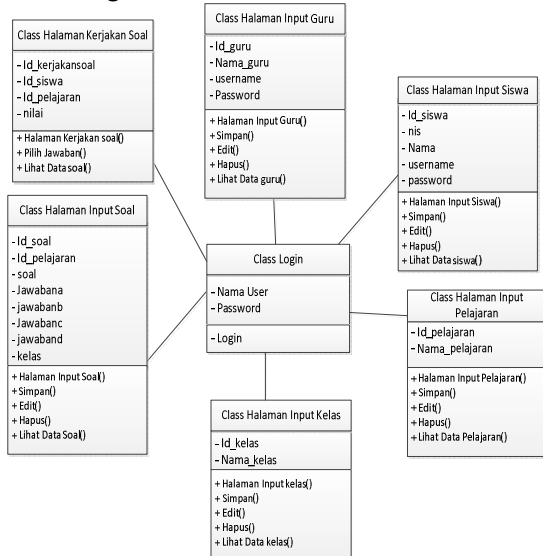 Class Halaman Kerjakan Soal
- Id_kerjakansoal
- Id_siswa
- Id_pelajaran
- nilai
+ Halaman Kerjakan soal()
+ Pilih Jawaban()
+ Lihat Data soal()
Class Halaman Input Guru
- Id_guru
- Nama_guru
- username
- Password
+ Halaman Input Guru()
+ Simpan()
+ Edit()
+ Hapus()
+ Lihat Data guru()
Class Halaman Input Siswa
- Id_siswa
- nis
- Nama
- username
- password
+ Halaman Input Siswa()
+ Simpan()
+ Edit()
+ Hapus()
+ Lihat Data siswa()
Class Halaman Input Soal
- Id_soal
- Id_pelajaran
- soal
- Jawabana
- jawabanb
- Jawabanc
- jawaband
- kelas
+ Halaman Input Soal()
+ Simpan()
+ Edit()
+ Hapus()
+ Lihat Data Soal()
Class Login
- Nama User
- Password
- Login
Class Halaman Input
Pelajaran
- Id_pelajaran
- Nama_pelajaran
+ Halaman Input Pelajaran()
+ Simpan()
+ Edit()
+ Hapus()
+ Lihat Data Pelajaran()
Class Halaman Input Kelas
- Id_kelas
- Nama_kelas
+ Halaman Input kelas()
+ Simpan()
+ Edit()
+ Hapus()
+ Lihat Data kelas()